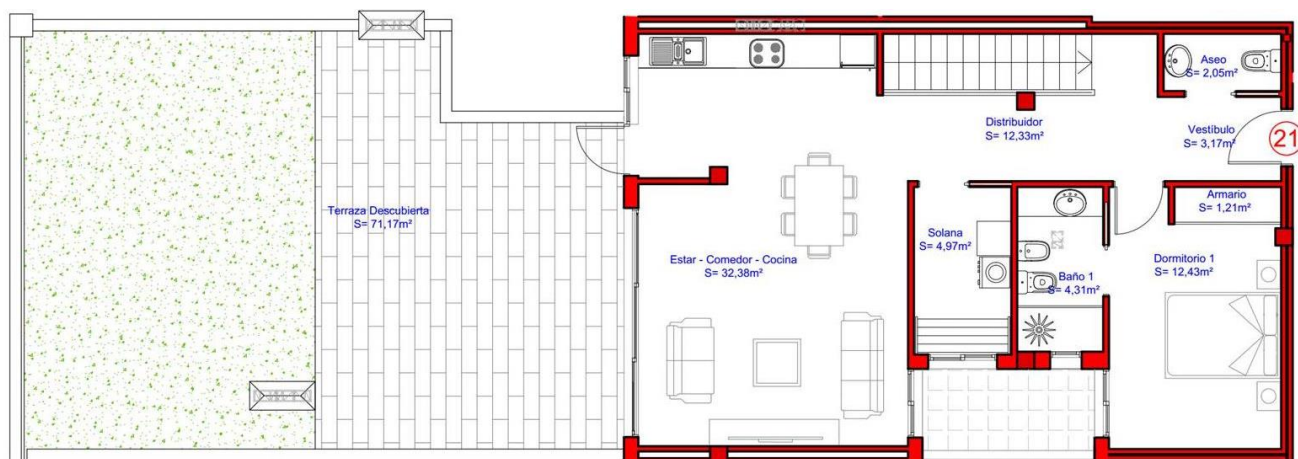 Aseo
S= 2,05m²
Distribuidor
S= 12,33m²
Vestíbulo
S= 3,17m²
21
Terraza Descubierta
S= 71,17m²
Armario
S= 1,21m²
Solana
S= 4,97m²
Estar - Comedor - Cocina
S= 32,38m²
Baño 1
S= 4,31m²
Dormitorio 1
S= 12,43m²